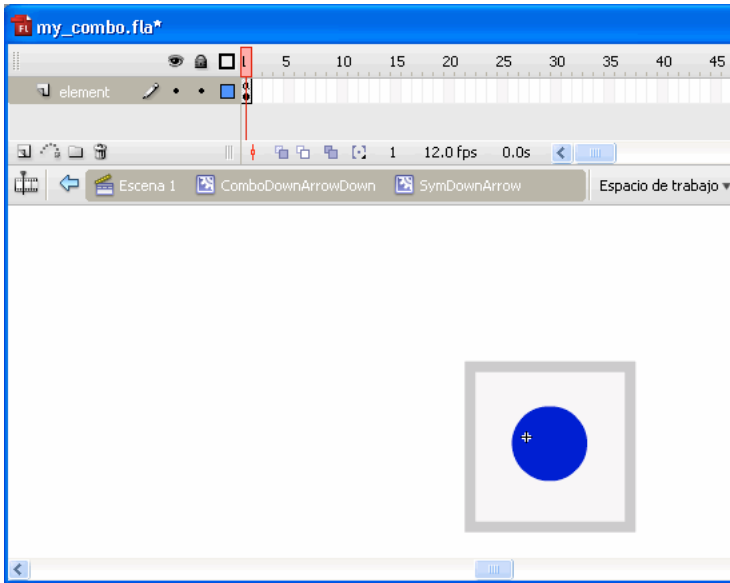 FL my_combo.fla*
1 5 10 15 20 25 30 35 40 45
element
1 12.0 fps 0.0s
Escena 1 ComboDownArrowDown SymDownArrow Espacio de trabajo